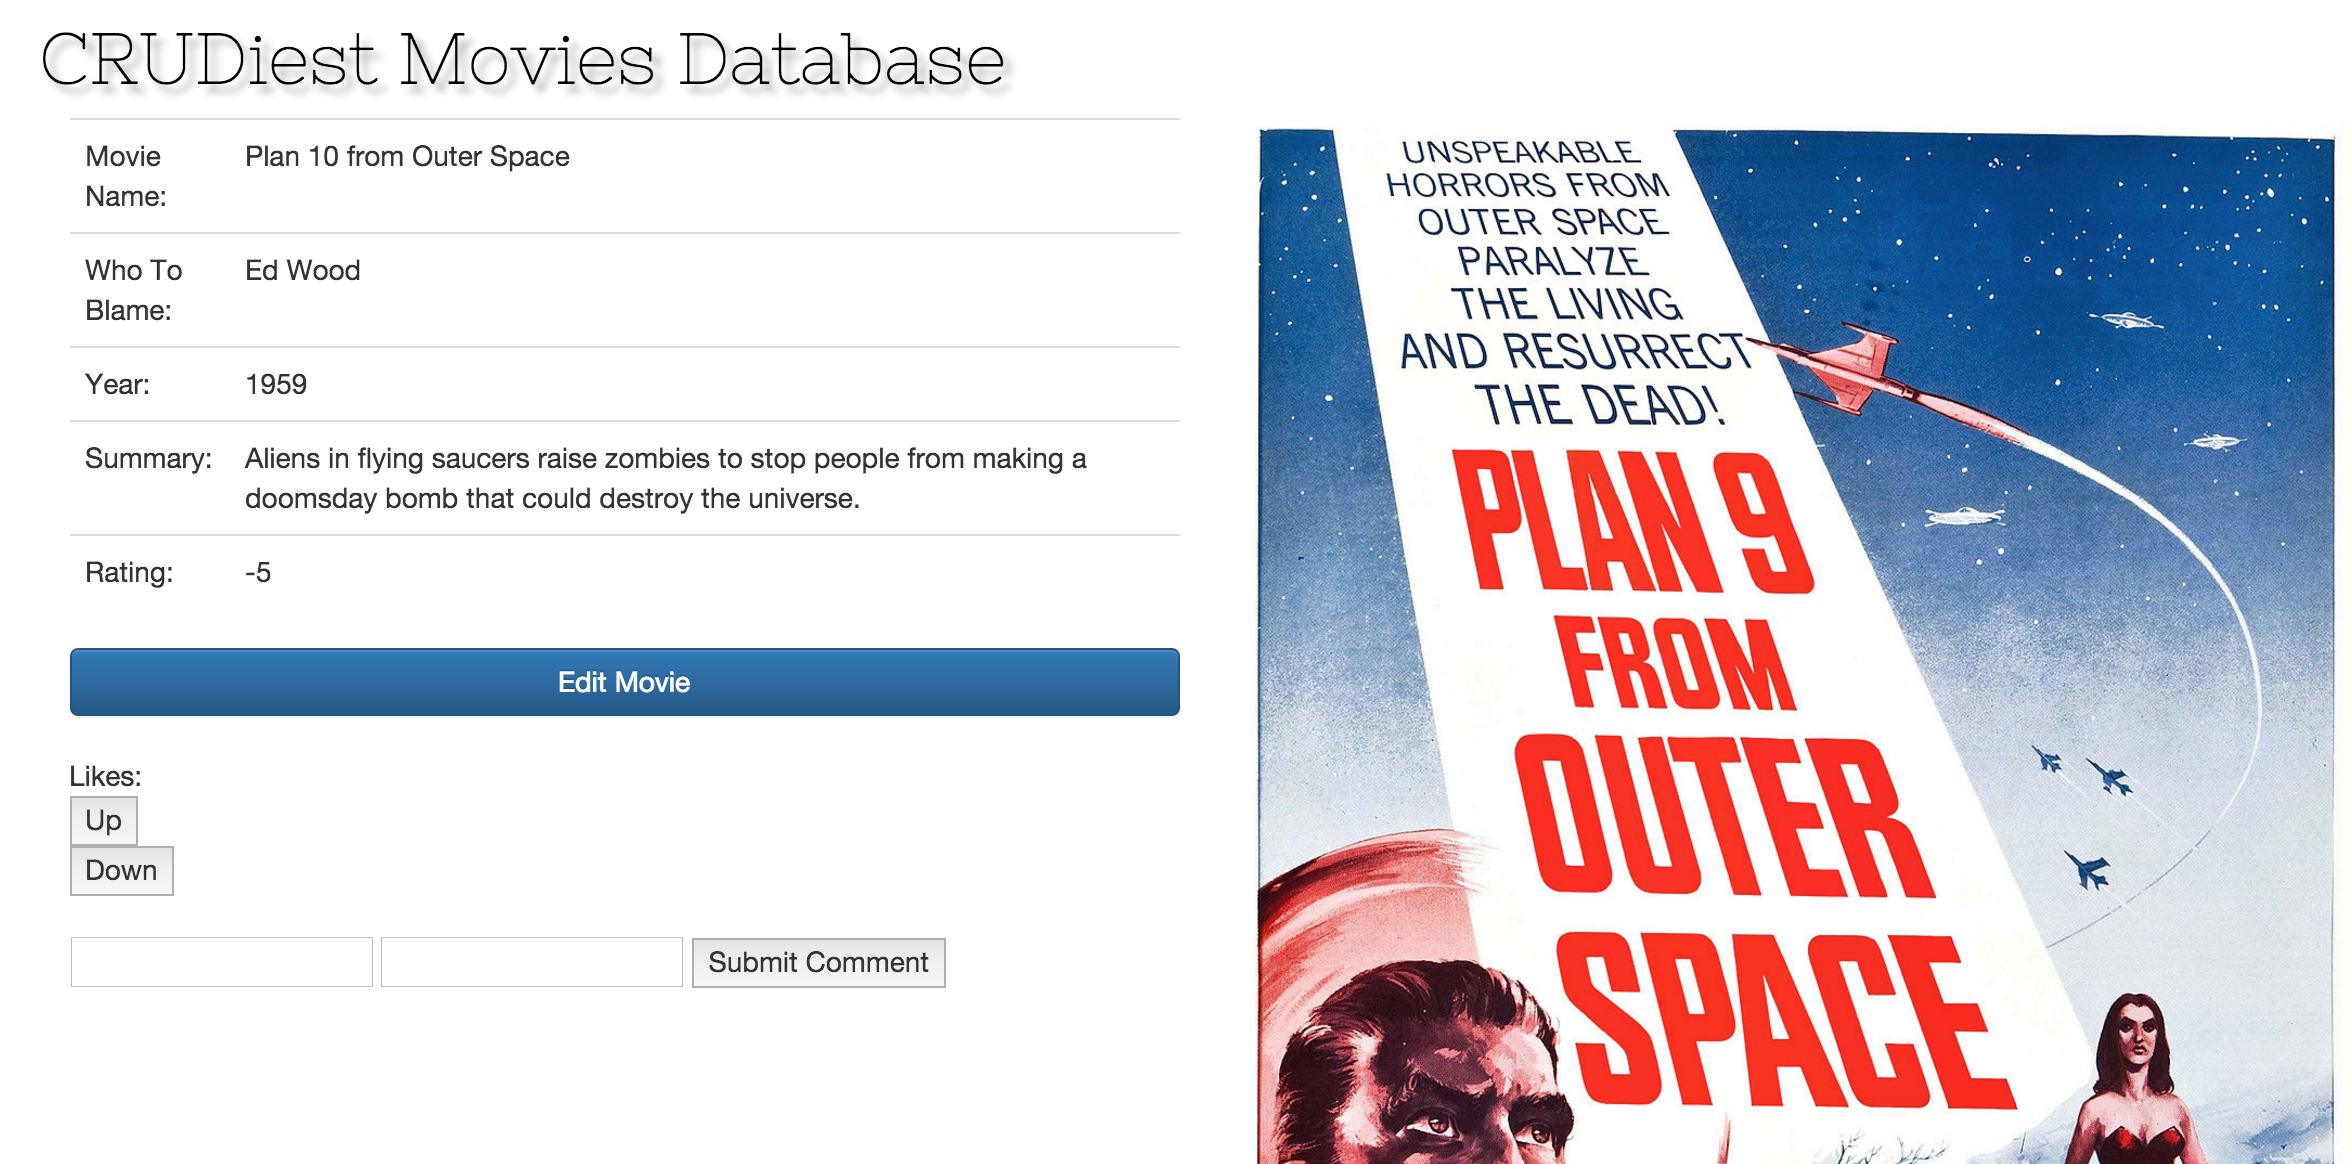 CRUDiest Movies Database
Movie Name:
Plan 10 from Outer Space
Who To Blame:
Ed Wood
Year:
1959
Summary:
Aliens in flying saucers raise zombies to stop people from making a
doomsday bomb that could destroy the universe.
Rating:
-5
Edit Movie
Likes:
Up
Down
Submit Comment
UNSPEAKABLE
HORRORS FROM
OUTER SPACE
PARALYZE
THE LIVING
AND RESURRECT
THE DEAD!
PLAN 9
FROM
OUTER
SPACE